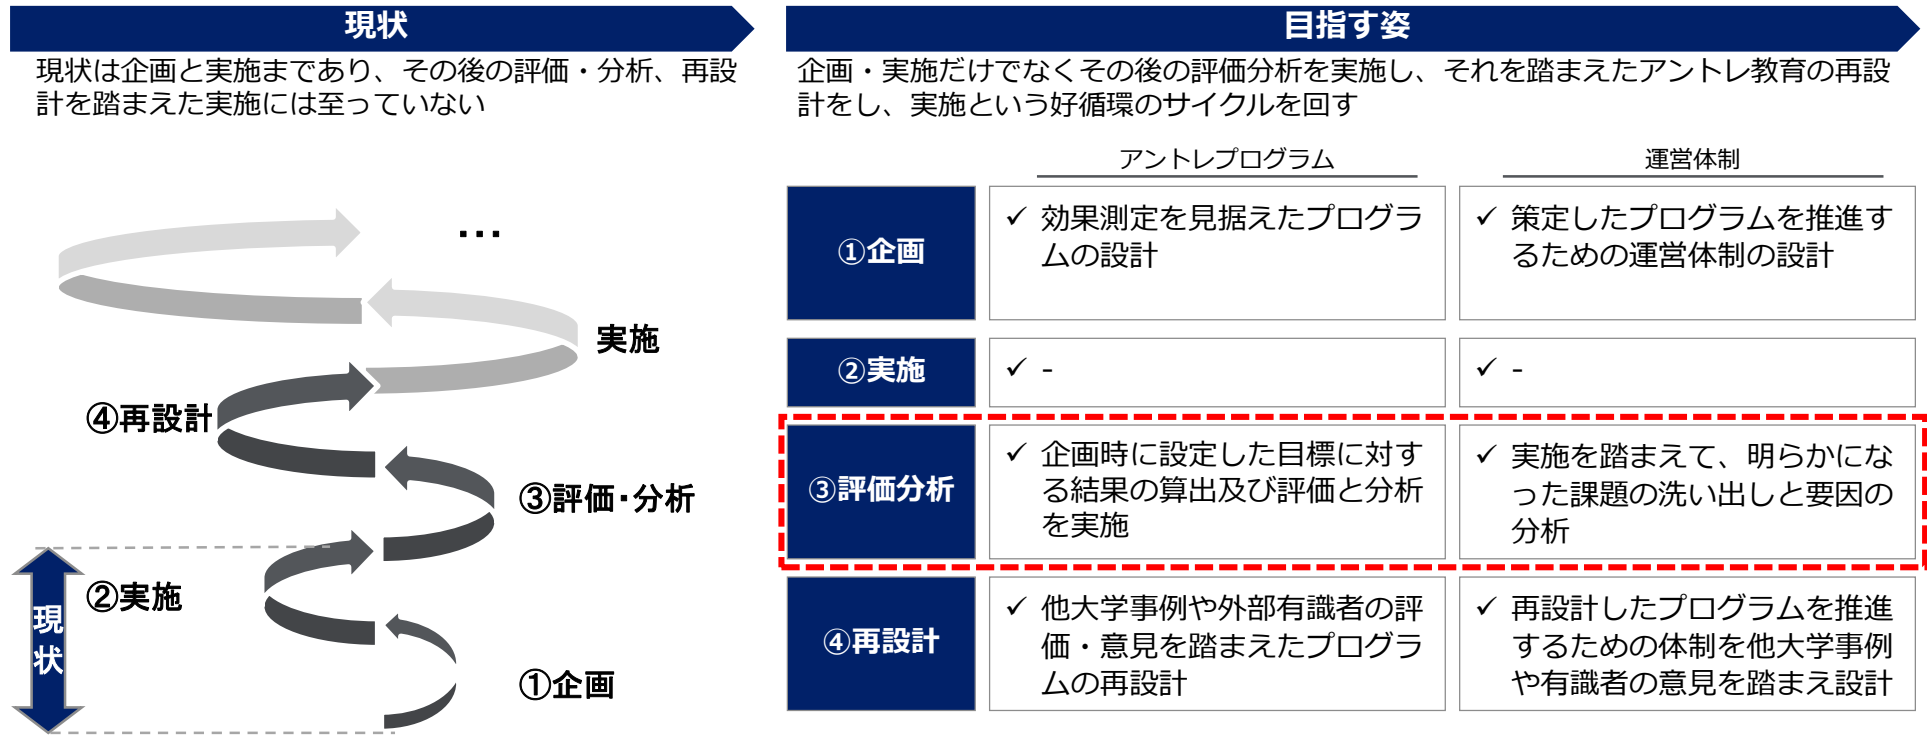 現状
現状は企画と実施まであり、その後の評価・分析、再設
計を踏まえた実施には至っていない
…
実施
④再設計
③評価・分析
②実施
①企画
現
状
目指す姿
企画・実施だけでなくその後の評価分析を実施し、それを踏まえたアントレ教育の再設
計をし、実施という好循環のサイクルを回す
アントレプログラム
運営体制
①企画
✓ 効果測定を見据えたプログラ
ムの設計
✓ 策定したプログラムを推進す
るための運営体制の設計
②実施
✓ -
✓ -
③評価分析
✓ 企画時に設定した目標に対す
る結果の算出及び評価と分析
を実施
✓ 実施を踏まえて、明らかにな
った課題の洗い出しと要因の
分析
④再設計
✓ 他大学事例や外部有識者の評
価・意見を踏まえたプログラ
ムの再設計
✓ 再設計したプログラムを推進
するための体制を他大学事例
や有識者の意見を踏まえ設計